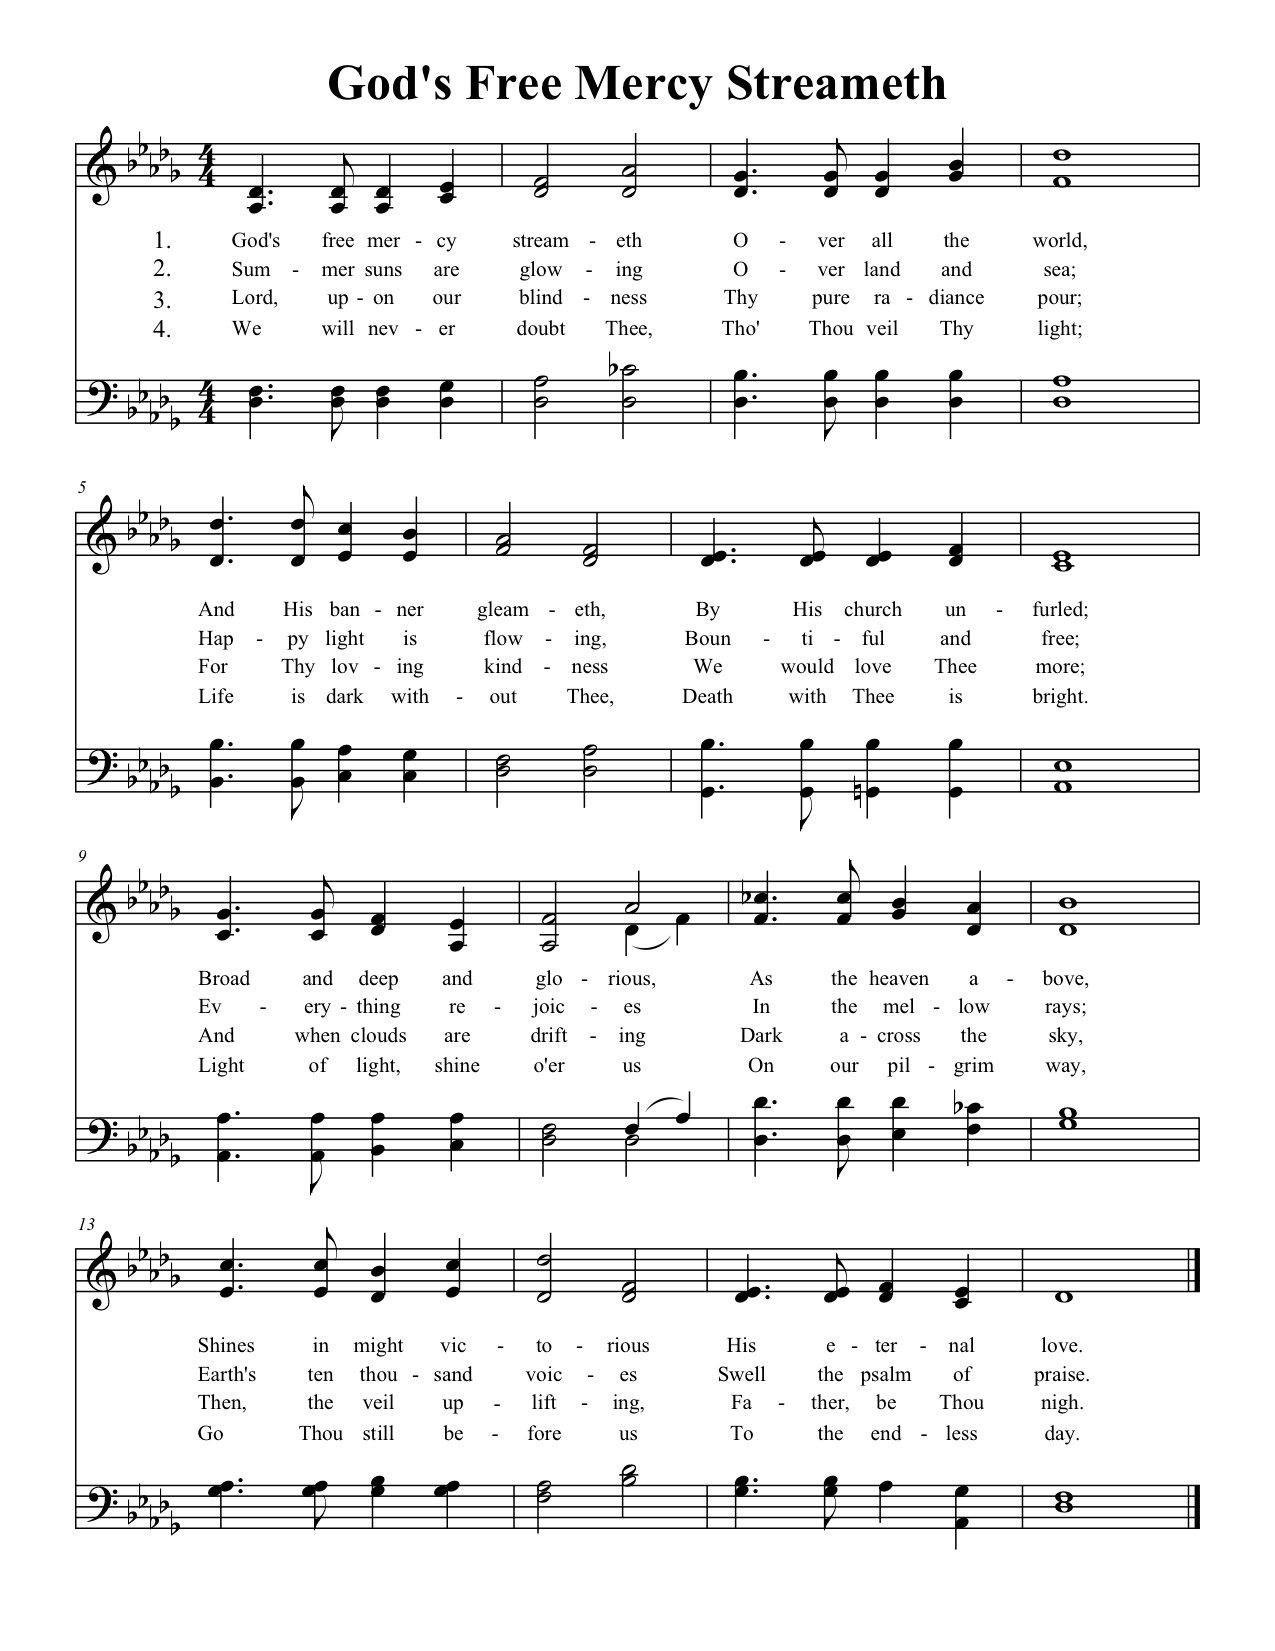 God's Free Mercy Streameth
1. God's free mer - cy stream - eth O - ver all the world,
2. Sum - mer suns are glow - ing O - ver land and sea;
3. Lord, up - on our blind - ness Thy pure ra - diance pour;
4. We will nev - er doubt Thee, Tho' Thou veil Thy light;
5
And His ban - ner gleam - eth, By His church un - furled;
Hap - py light is flow - ing, Boun - ti - ful and free;
For Thy lov - ing kind - ness We would love Thee more;
Life is dark with - out Thee, Death with Thee is bright.
9
Broad and deep and glo - rious, As the heaven a - bove,
Ev - ery - thing re - joic - es In the mel - low rays;
And when clouds are drift - ing Dark a - cross the sky,
Light of light, shine o'er us On our pil - grim way,
13
Shines in might vic - to - rious His e - ter - nal love.
Earth's ten thou - sand voic - es Swell the psalm of praise.
Then, the veil up - lift - ing, Fa - ther, be Thou nigh.
Go Thou still be - fore us To the end - less day.